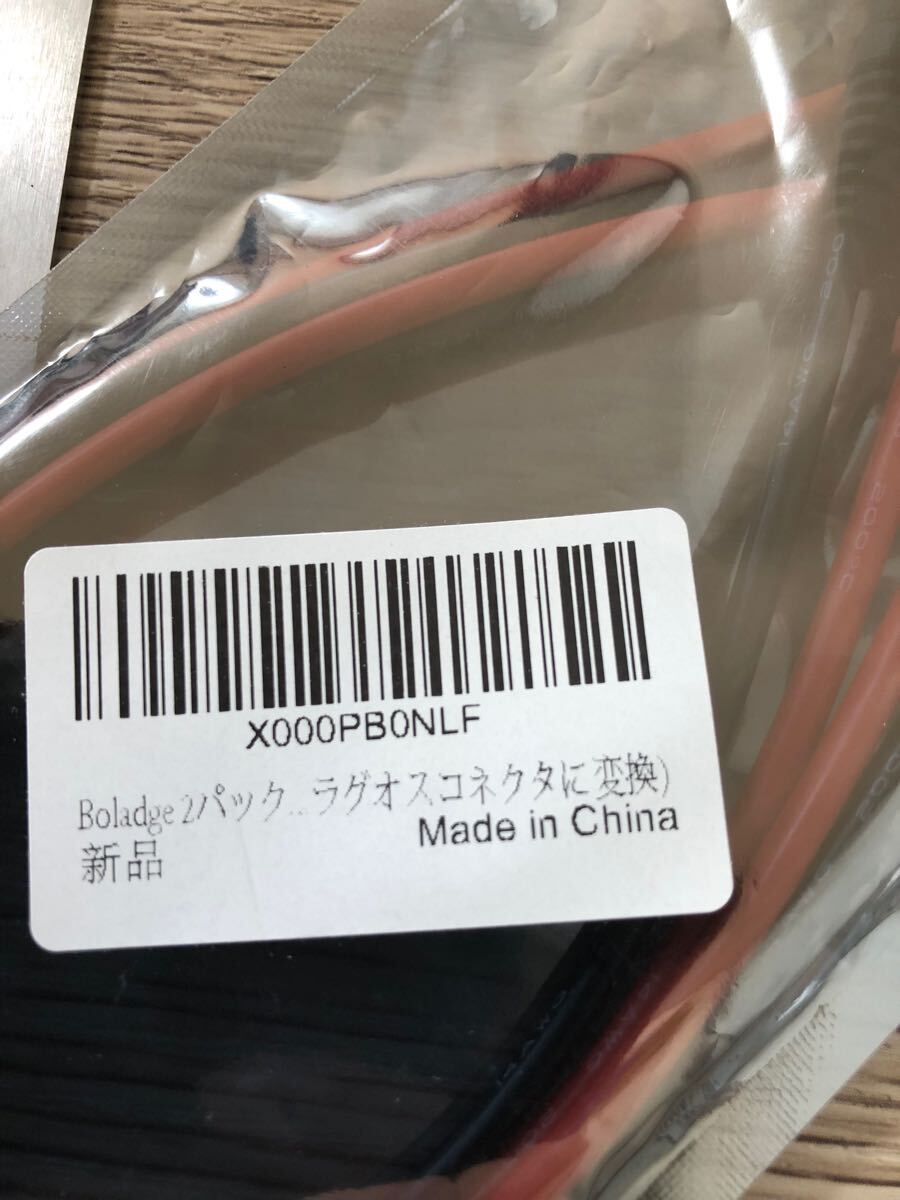 X000PB0NLF
Boladge 2パック...ラグオスコネクタに変換)
新品
Made in China
200C